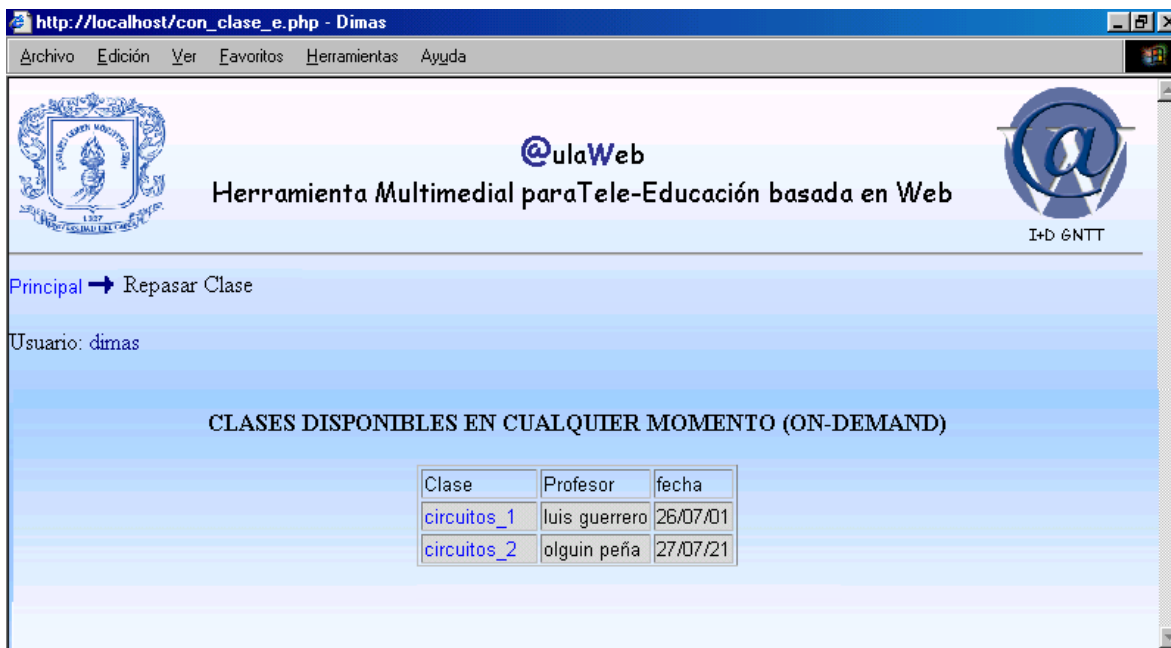 http://localhost/con_clase_e.php - Dimas
Archivo Edición Ver Favoritos Herramientas Ayuda
@ulaWeb
Herramienta Multimedial paraTele-Educación basada en Web
I+D GNTT
Principal → Repasar Clase
Usuario: dimas
CLASES DISPONIBLES EN CUALQUIER MOMENTO (ON-DEMAND)
Clase Profesor fecha
circuitos_1 luis guerrero 26/07/01
circuitos_2 olguin peña 27/07/21